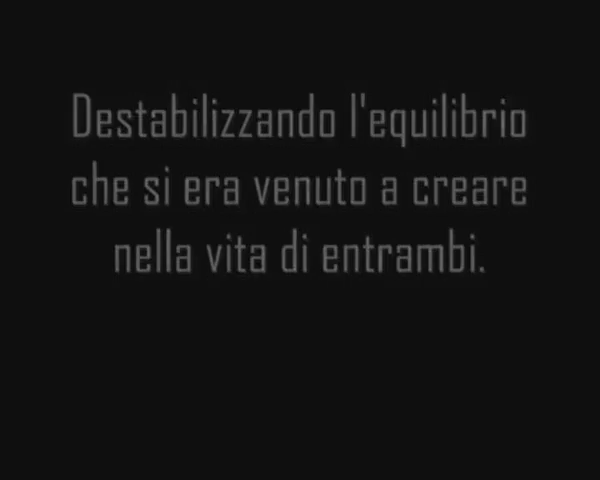 Destabilizzando l'equilibrio
che si era venuto a creare
nella vita di entrambi.